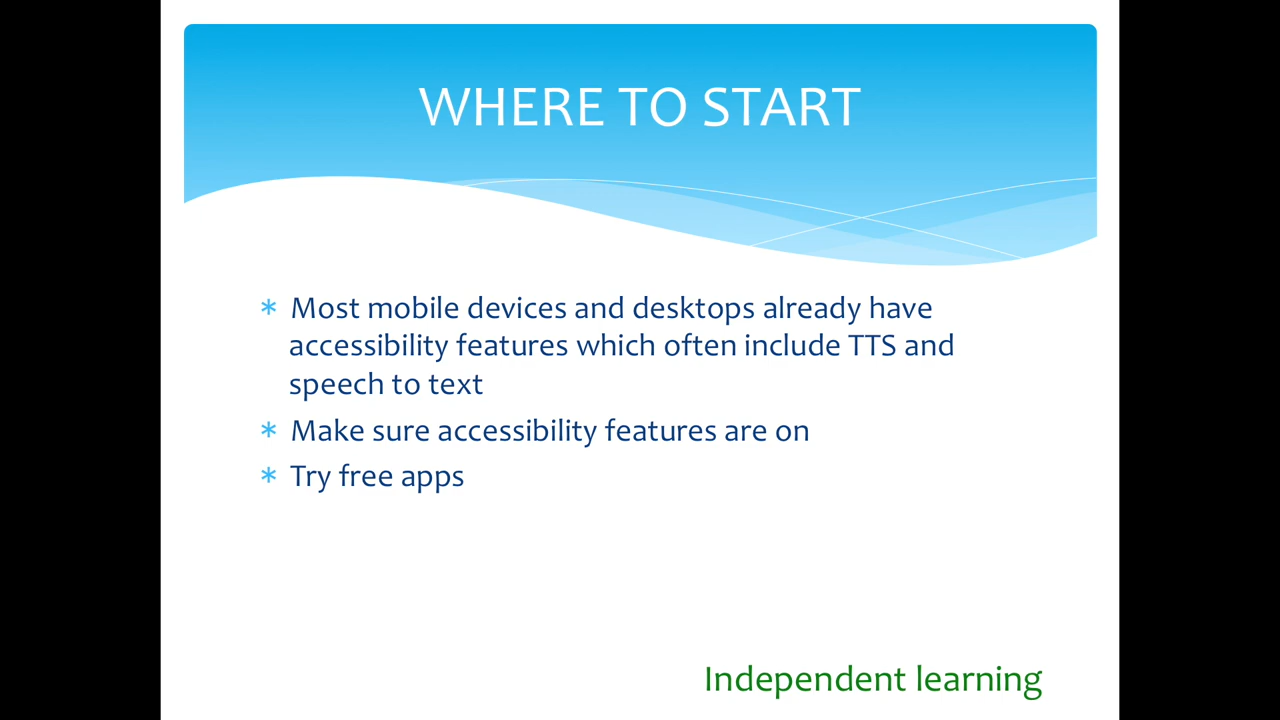 WHERE TO START
* Most mobile devices and desktops already have
accessibility features which often include TTS and
speech to text
* Make sure accessibility features are on
* Try free apps
Independent learning